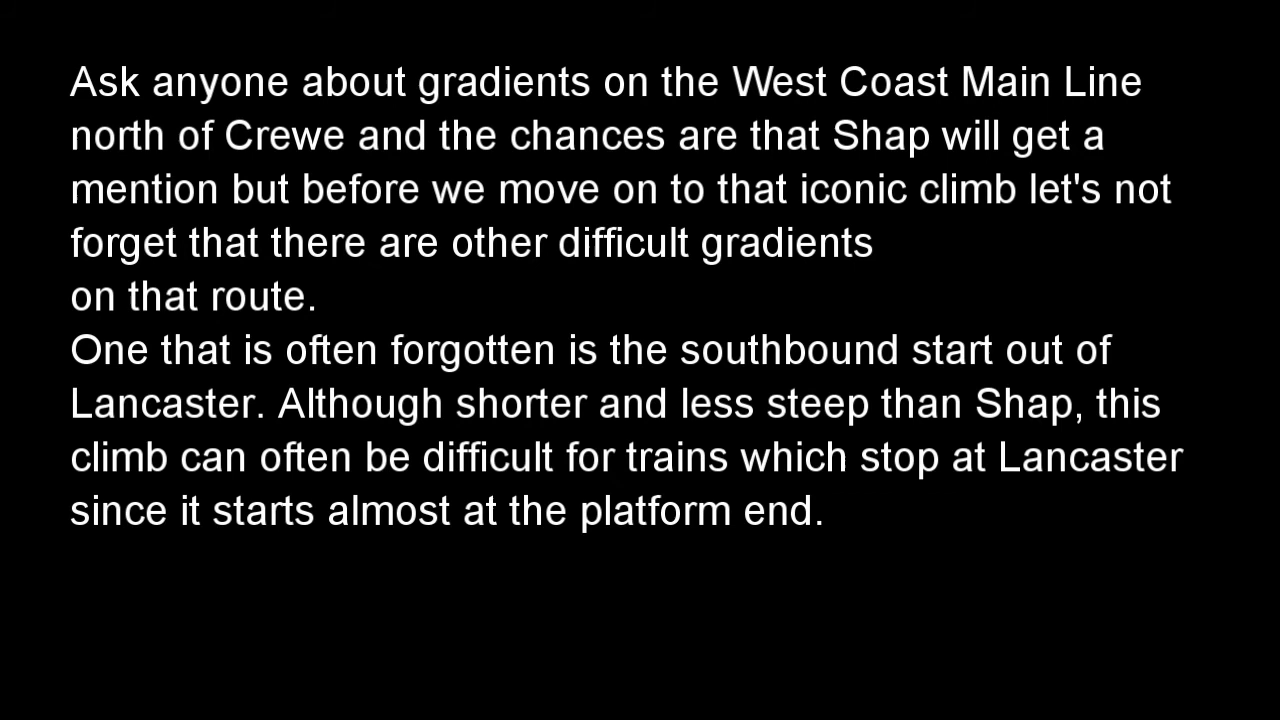 Ask anyone about gradients on the West Coast Main Line
north of Crewe and the chances are that Shap will get a
mention but before we move on to that iconic climb let's not
forget that there are other difficult gradients
on that route.
One that is often forgotten is the southbound start out of
Lancaster. Although shorter and less steep than Shap, this
climb can often be difficult for trains which stop at Lancaster
since it starts almost at the platform end.